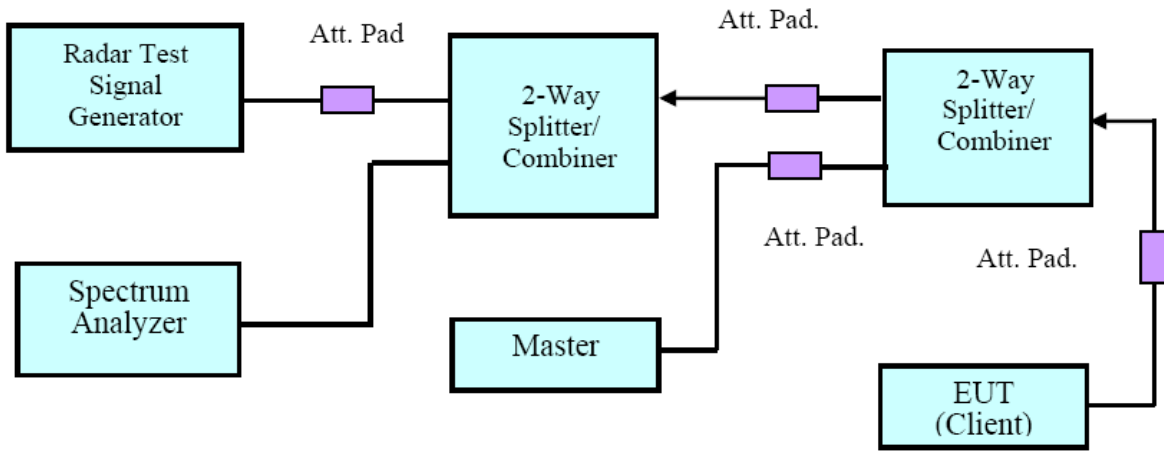 Radar Test
Signal
Generator
Att. Pad
2-Way
Splitter/
Combiner
Att. Pad.
2-Way
Splitter/
Combiner
Att. Pad.
Att. Pad.
Spectrum
Analyzer
Master
EUT
(Client)